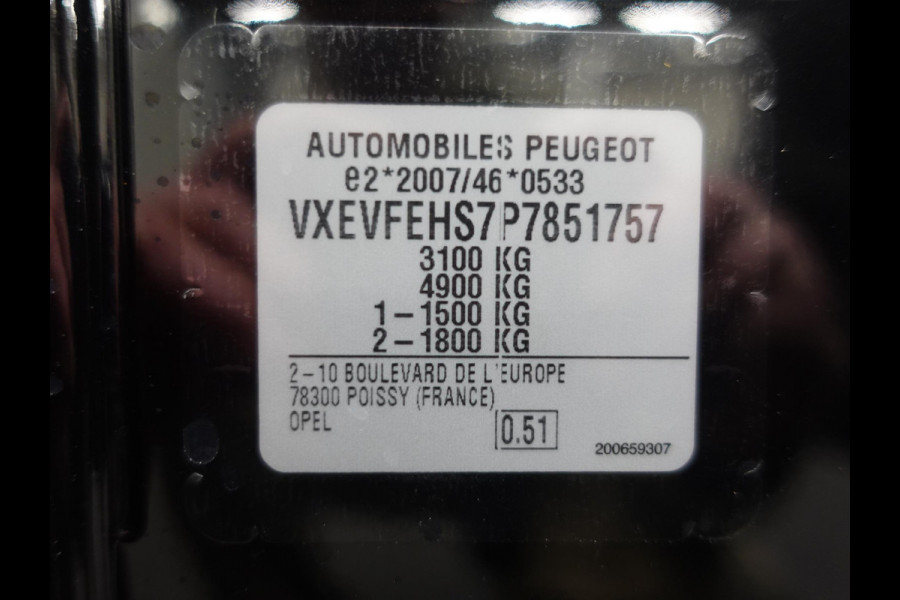 AUTOMOBILES PEUGEOT
e2*2007/46*0533
VXEVFEHS7P7851757
3100 KG
4900 KG
1-1500 KG
2-1800 KG
2-10 BOULEVARD DE L'EUROPE
78300 POISSY (FRANCE)
OPEL
0.51
200659307